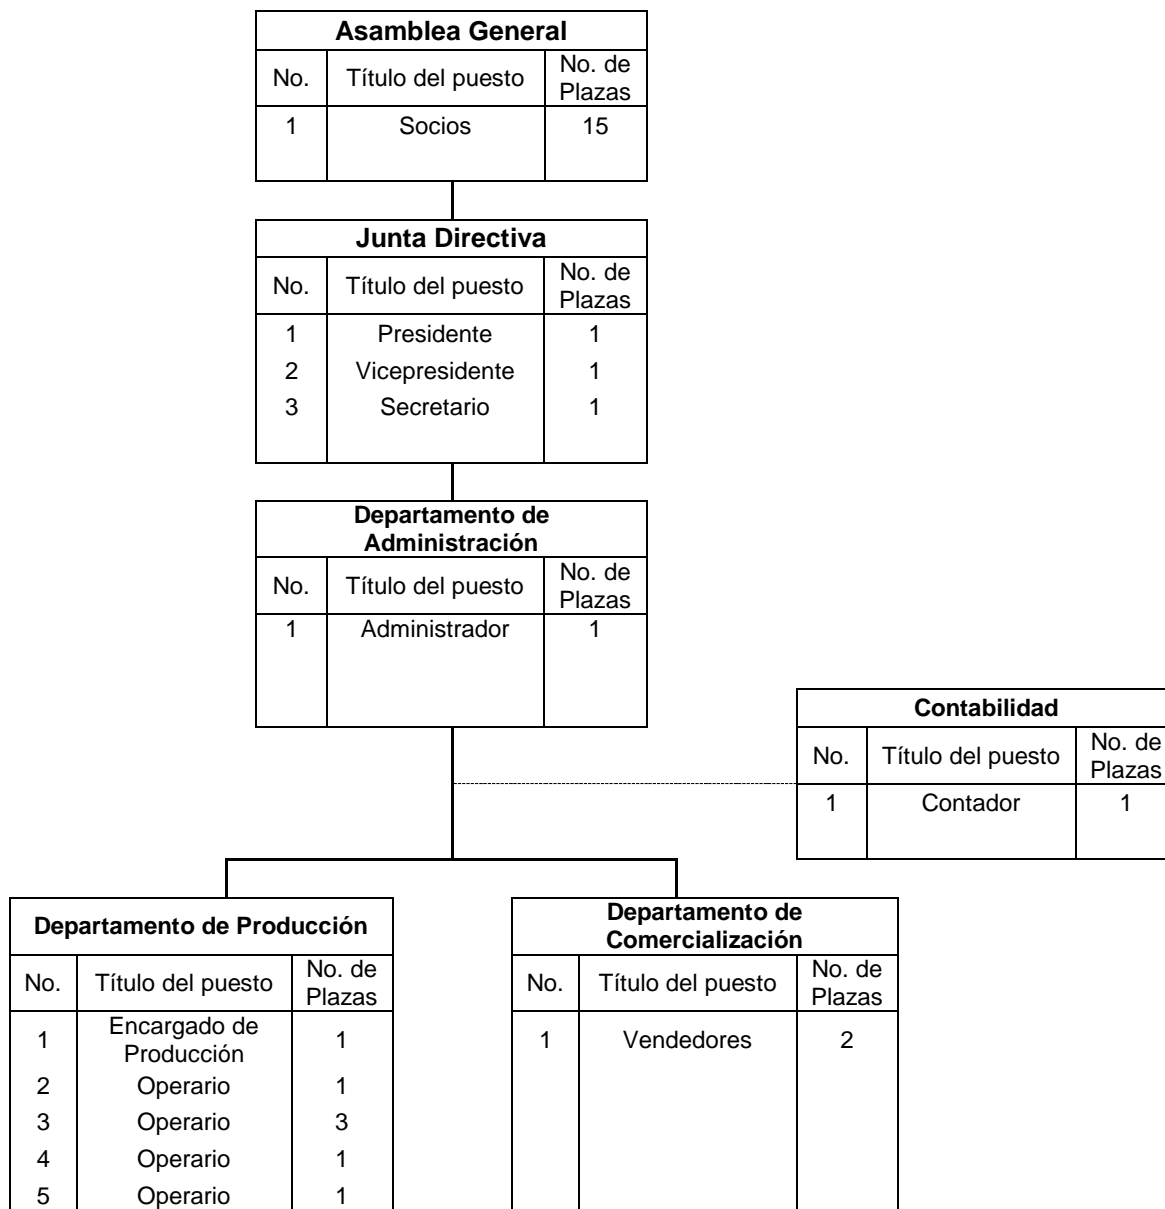 Asamblea General
No. Título del puesto No. de
Plazas
1 Socios 15
Junta Directiva
No. Título del puesto No. de
Plazas
1 Presidente 1
2 Vicepresidente 1
3 Secretario 1
Departamento de
Administración
No. Título del puesto No. de
Plazas
1 Administrador 1
Contabilidad
No. Título del puesto No. de
Plazas
1 Contador 1
Departamento de Producción
No. Título del puesto No. de
Plazas
1 Encargado de
Producción 1
2 Operario 1
3 Operario 3
4 Operario 1
5 Operario 1
Departamento de
Comercialización
No. Título del puesto No. de
Plazas
1 Vendedores 2